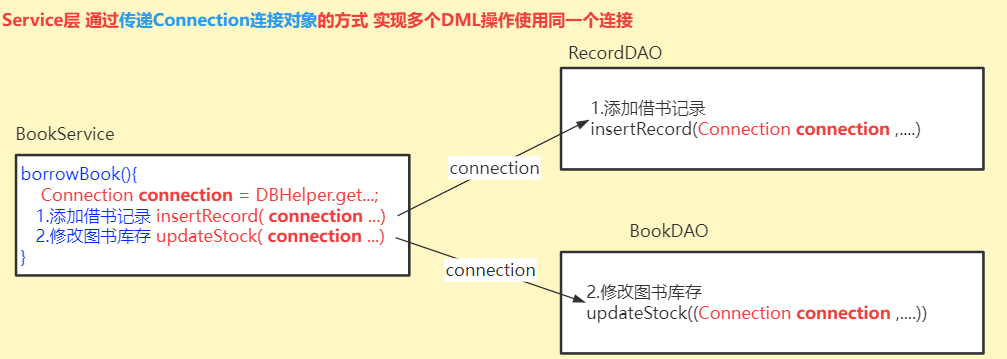 Service层 通过传递Connection连接对象的方式 实现多个DML操作使用同一个连接
RecordDAO
1.添加借书记录
insertRecord(Connection connection ,....)
BookService
borrowBook(){
Connection connection = DBHelper.get...;
1.添加借书记录 insertRecord( connection ...)
2.修改图书库存 updateStock( connection ...)
}
connection
connection
BookDAO
2.修改图书库存
updateStock((Connection connection ,....))